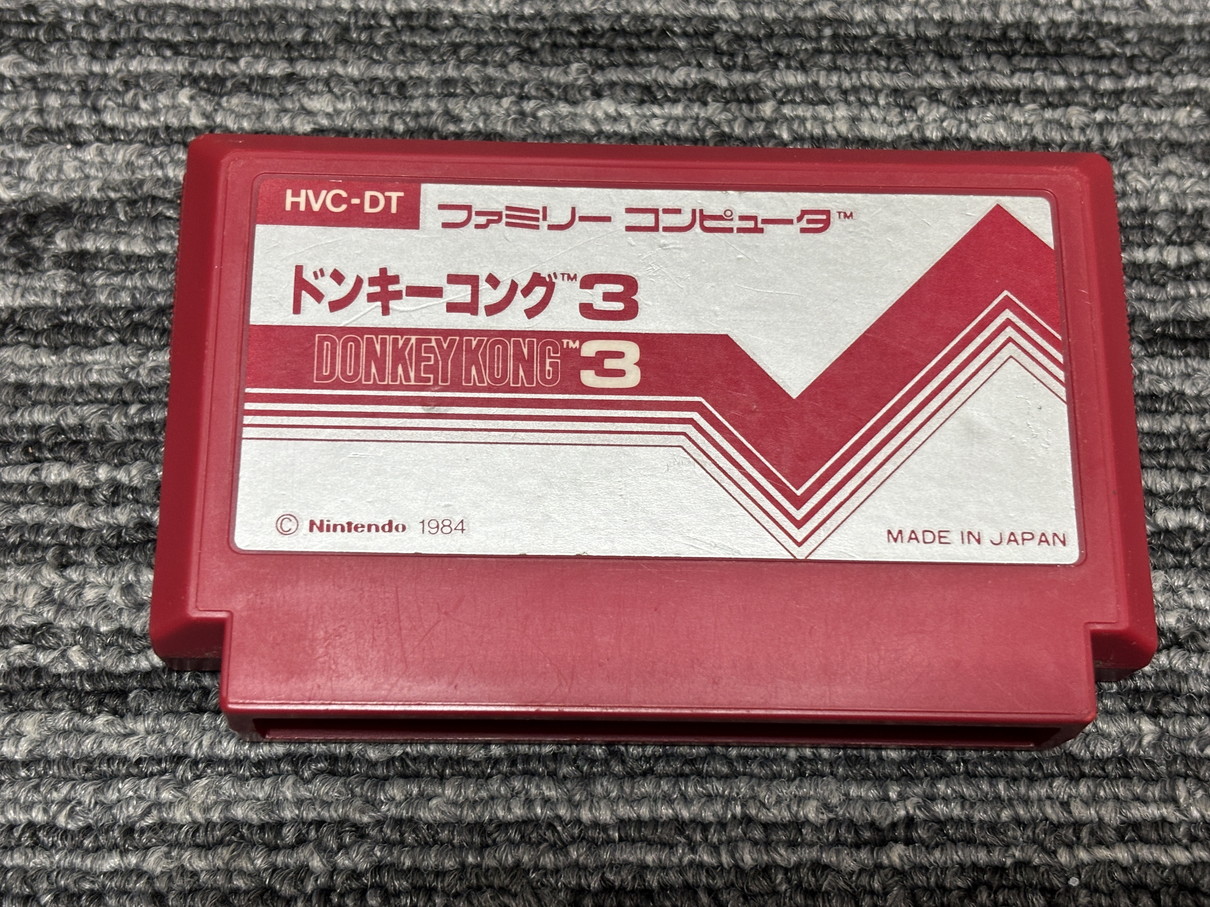 HVC-DT
ファミリー コンピュータ™
ドンキーコング™3
DONKEY KONG™3
© Nintendo 1984
MADE IN JAPAN